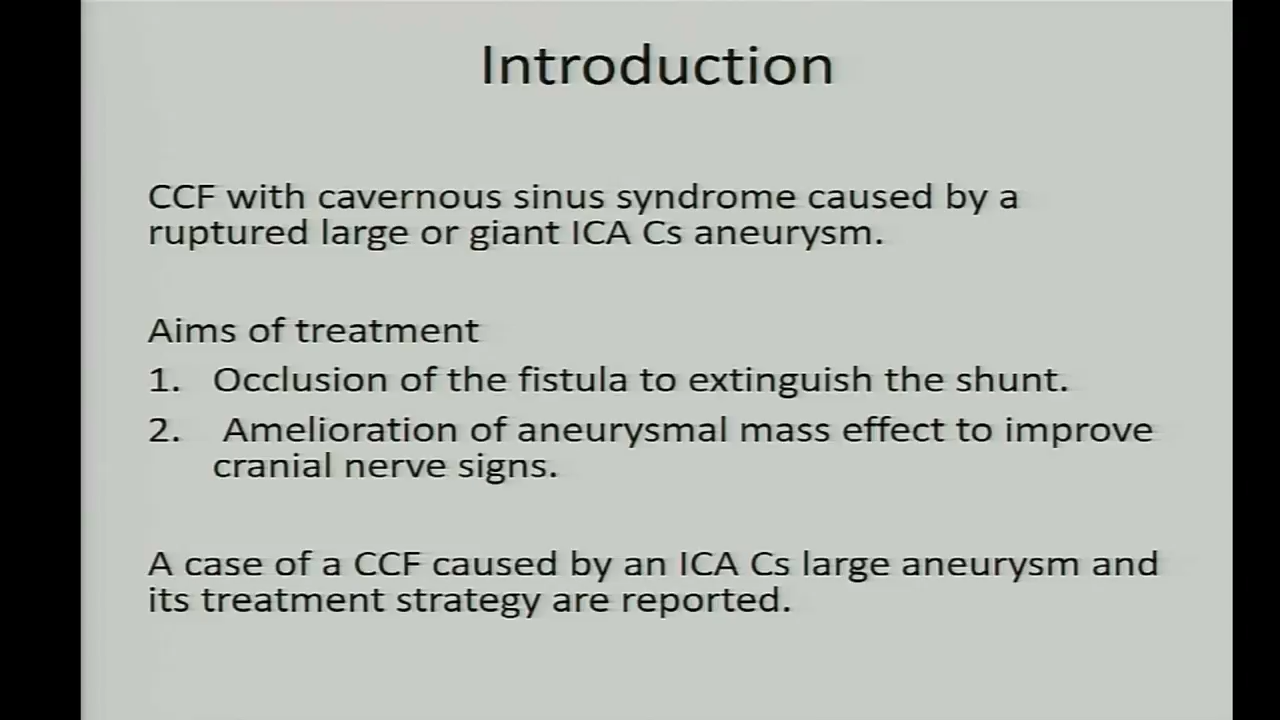 Introduction
CCF with cavernous sinus syndrome caused by a
ruptured large or giant ICA Cs aneurysm.
Aims of treatment
1. Occlusion of the fistula to extinguish the shunt.
2. Amelioration of aneurysmal mass effect to improve
cranial nerve signs.
A case of a CCF caused by an ICA Cs large aneurysm and
its treatment strategy are reported.